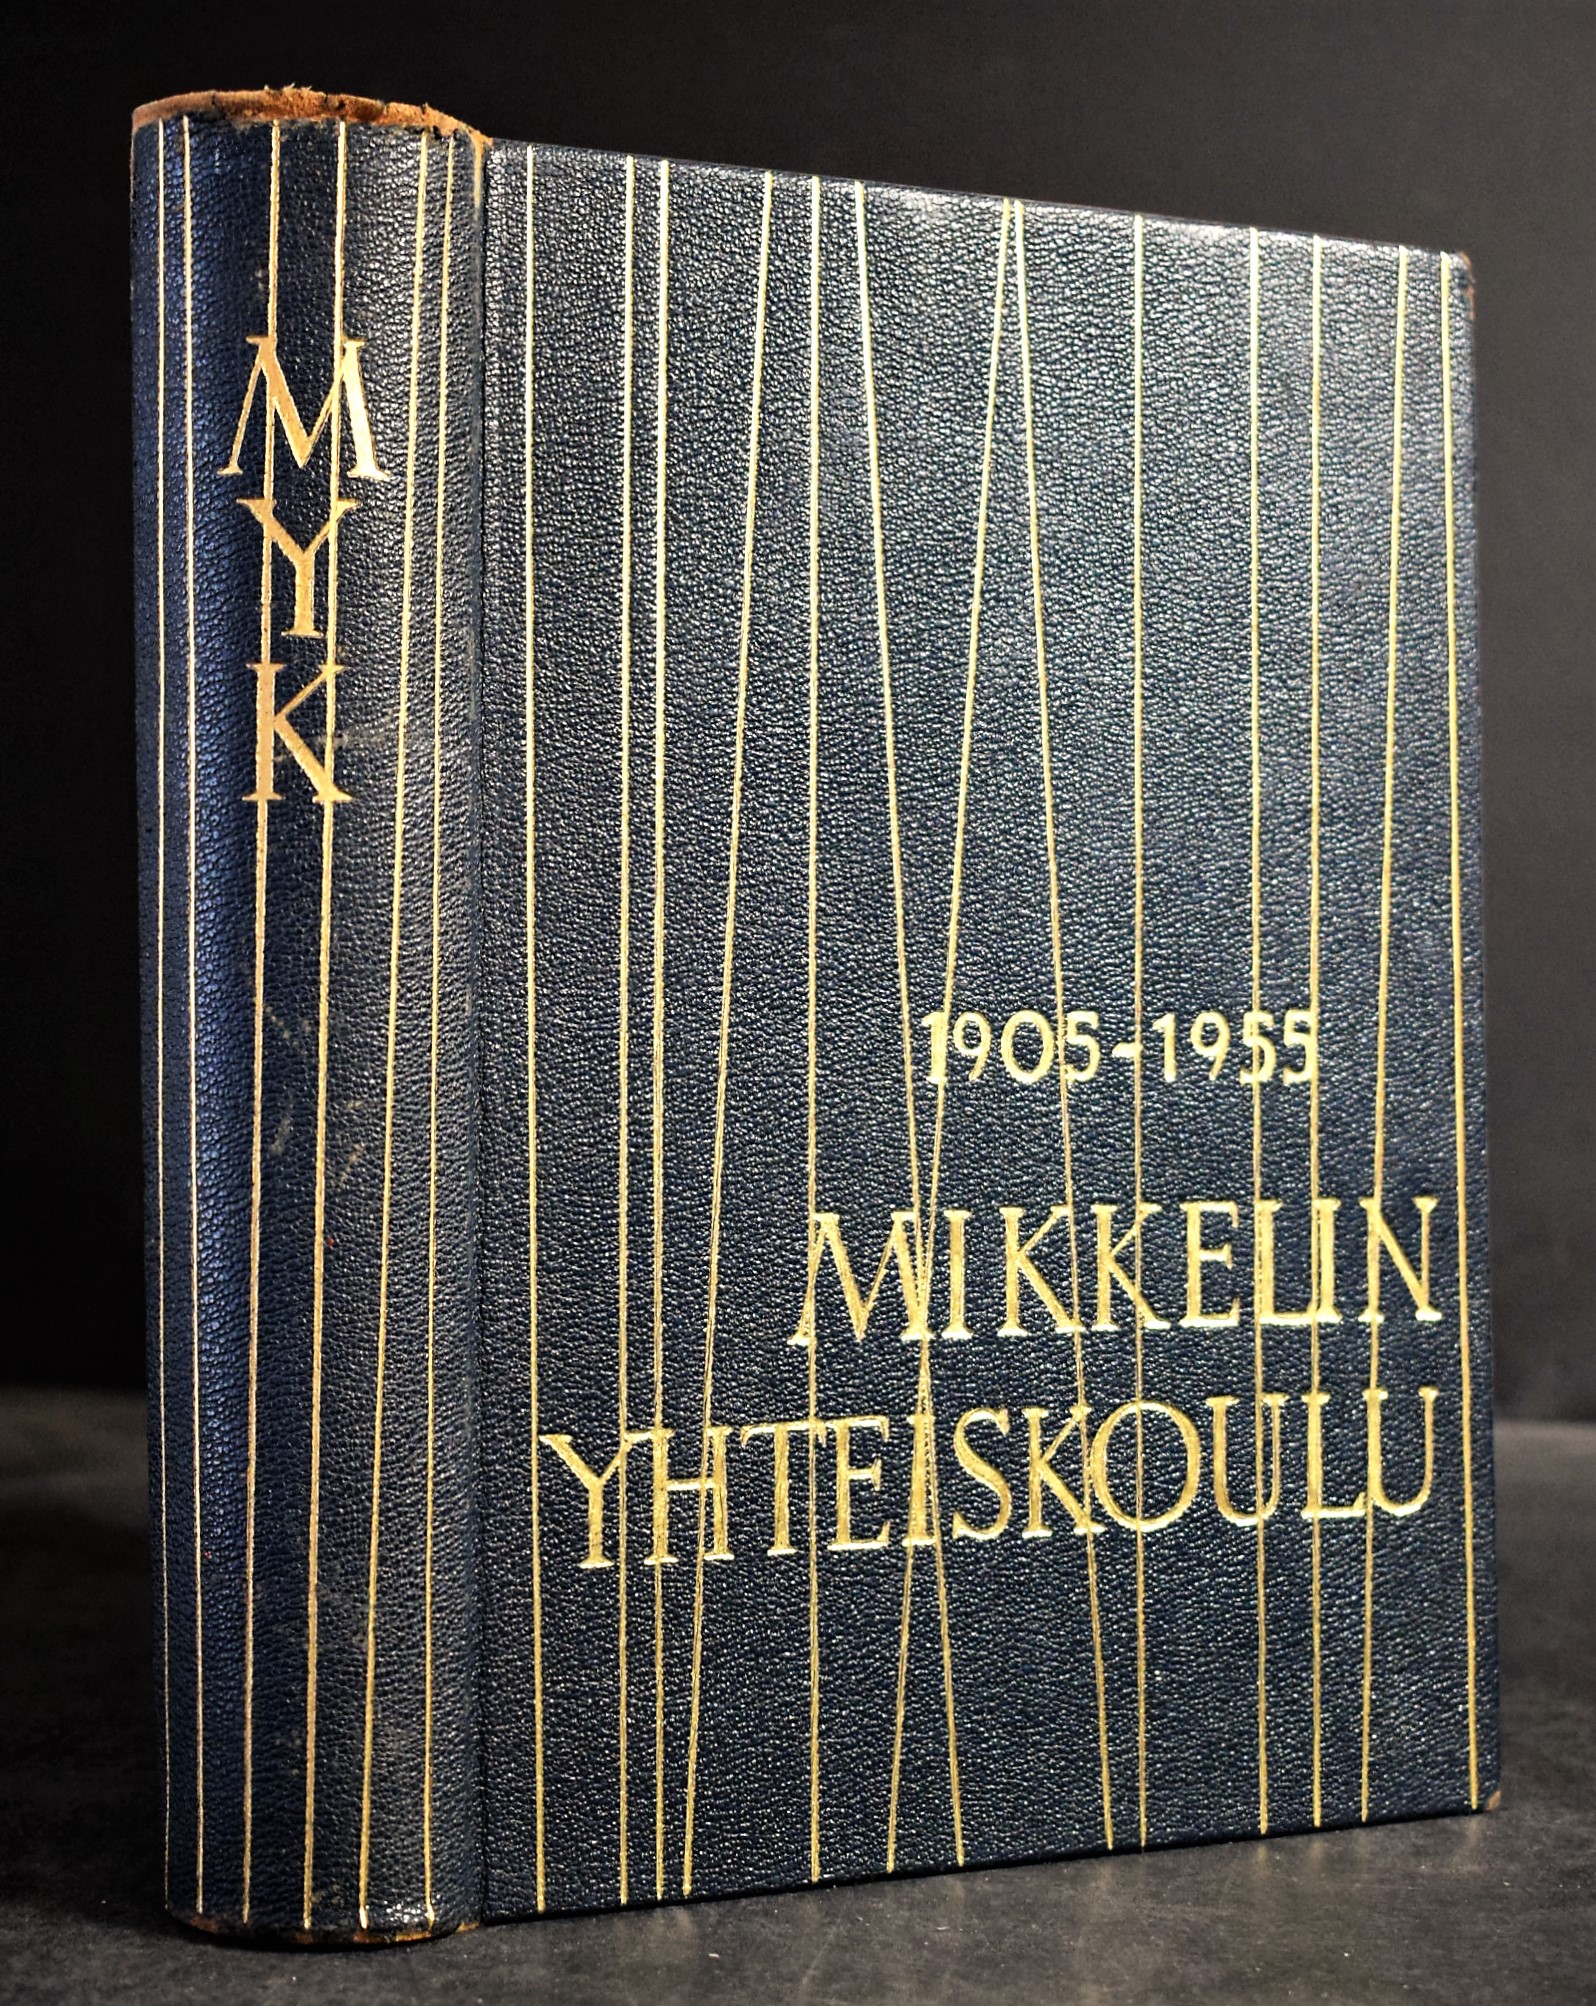 M
Y
K
1905-1955
MIKKELIN
YHTEISKOULU